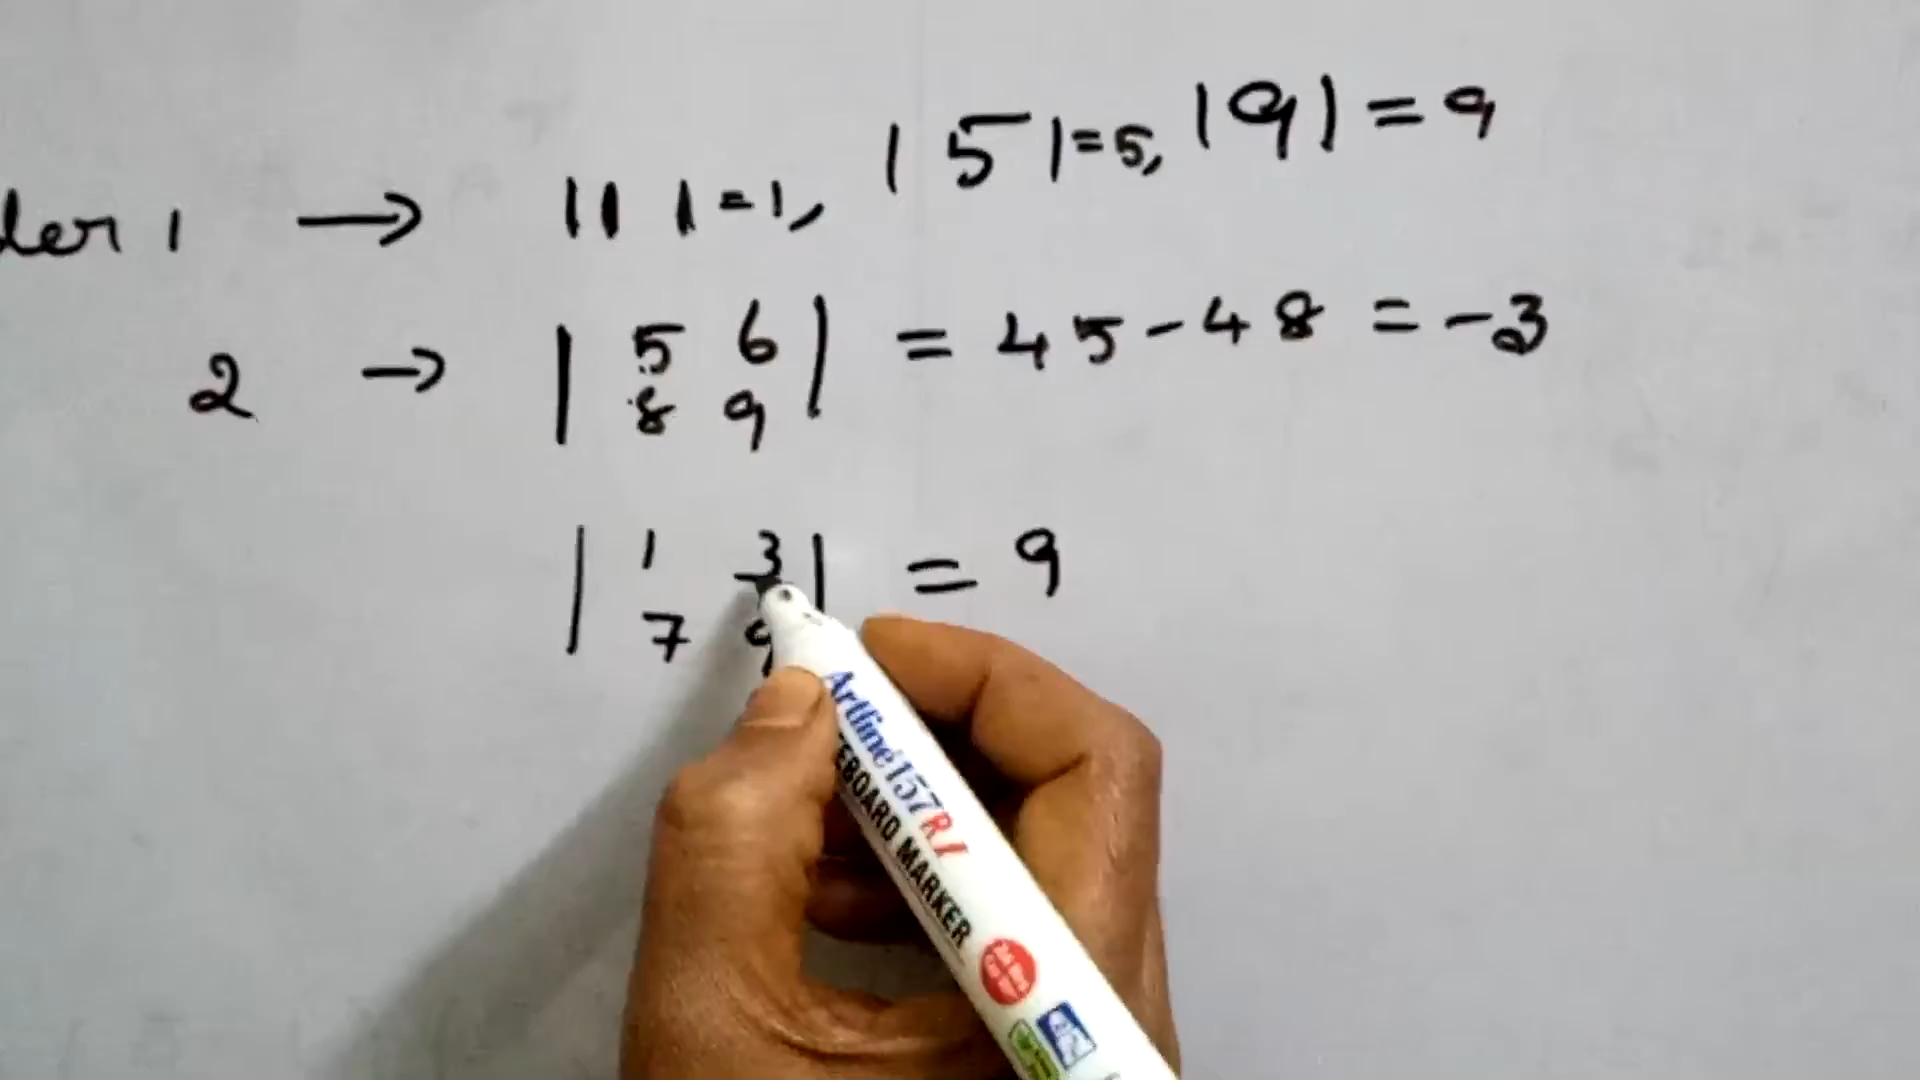 der 1 → |1| = 1, |5| = 5, |9| = 9
2 → | 5 6 | = 45 - 48 = -3
8 9
| 1 3 | = 9
7 9
Artline 157R
EBOARD MARKER